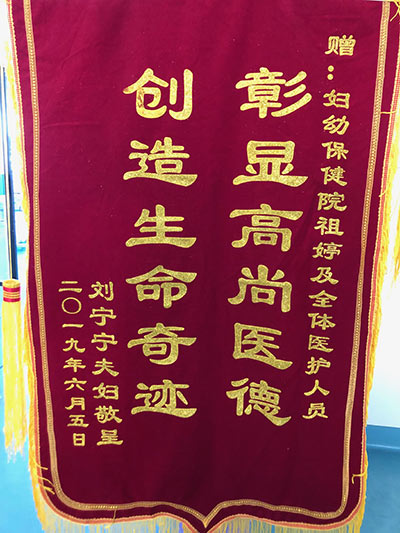 赠：妇幼保健院祖婷及全体医护人员
彰显高尚医德
创造生命奇迹
刘宁宁夫妇敬呈
二〇一九年六月五日